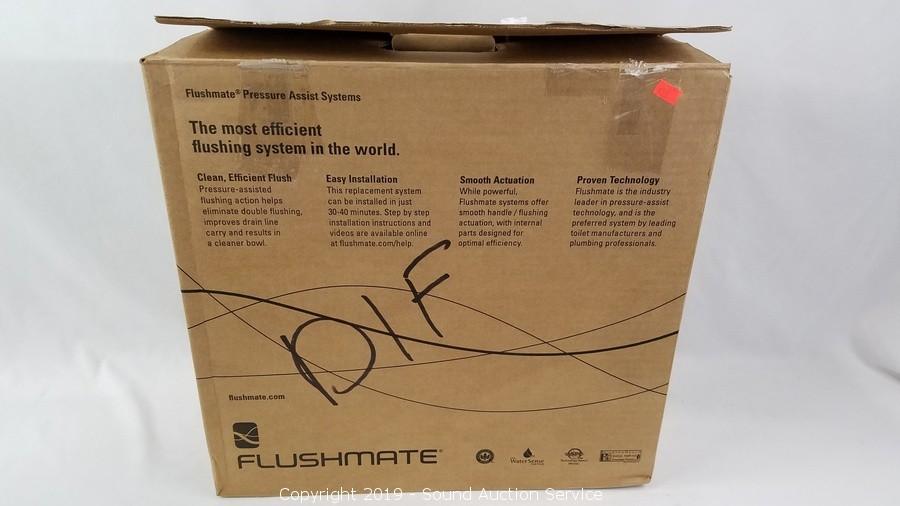 Flushmate® Pressure Assist Systems
The most efficient
flushing system in the world.
Clean, Efficient Flush
Pressure-assisted
flushing action helps
eliminate double flushing,
improves drain line
carry and results in
a cleaner bowl.
Easy Installation
This replacement system
can be installed in just
30-40 minutes. Step by step
installation instructions and
videos are available online
at flushmate.com/help.
Smooth Actuation
While powerful,
Flushmate systems offer
smooth handle / flushing
actuation, with internal
parts designed for
optimal efficiency.
Proven Technology
Flushmate is the industry
leader in pressure-assist
technology, and is the
preferred system by leading
toilet manufacturers and
plumbing professionals.
DIF
flushmate.com
FLUSHMATE®
WaterSense
Copyright 2019 - Sound Auction Service